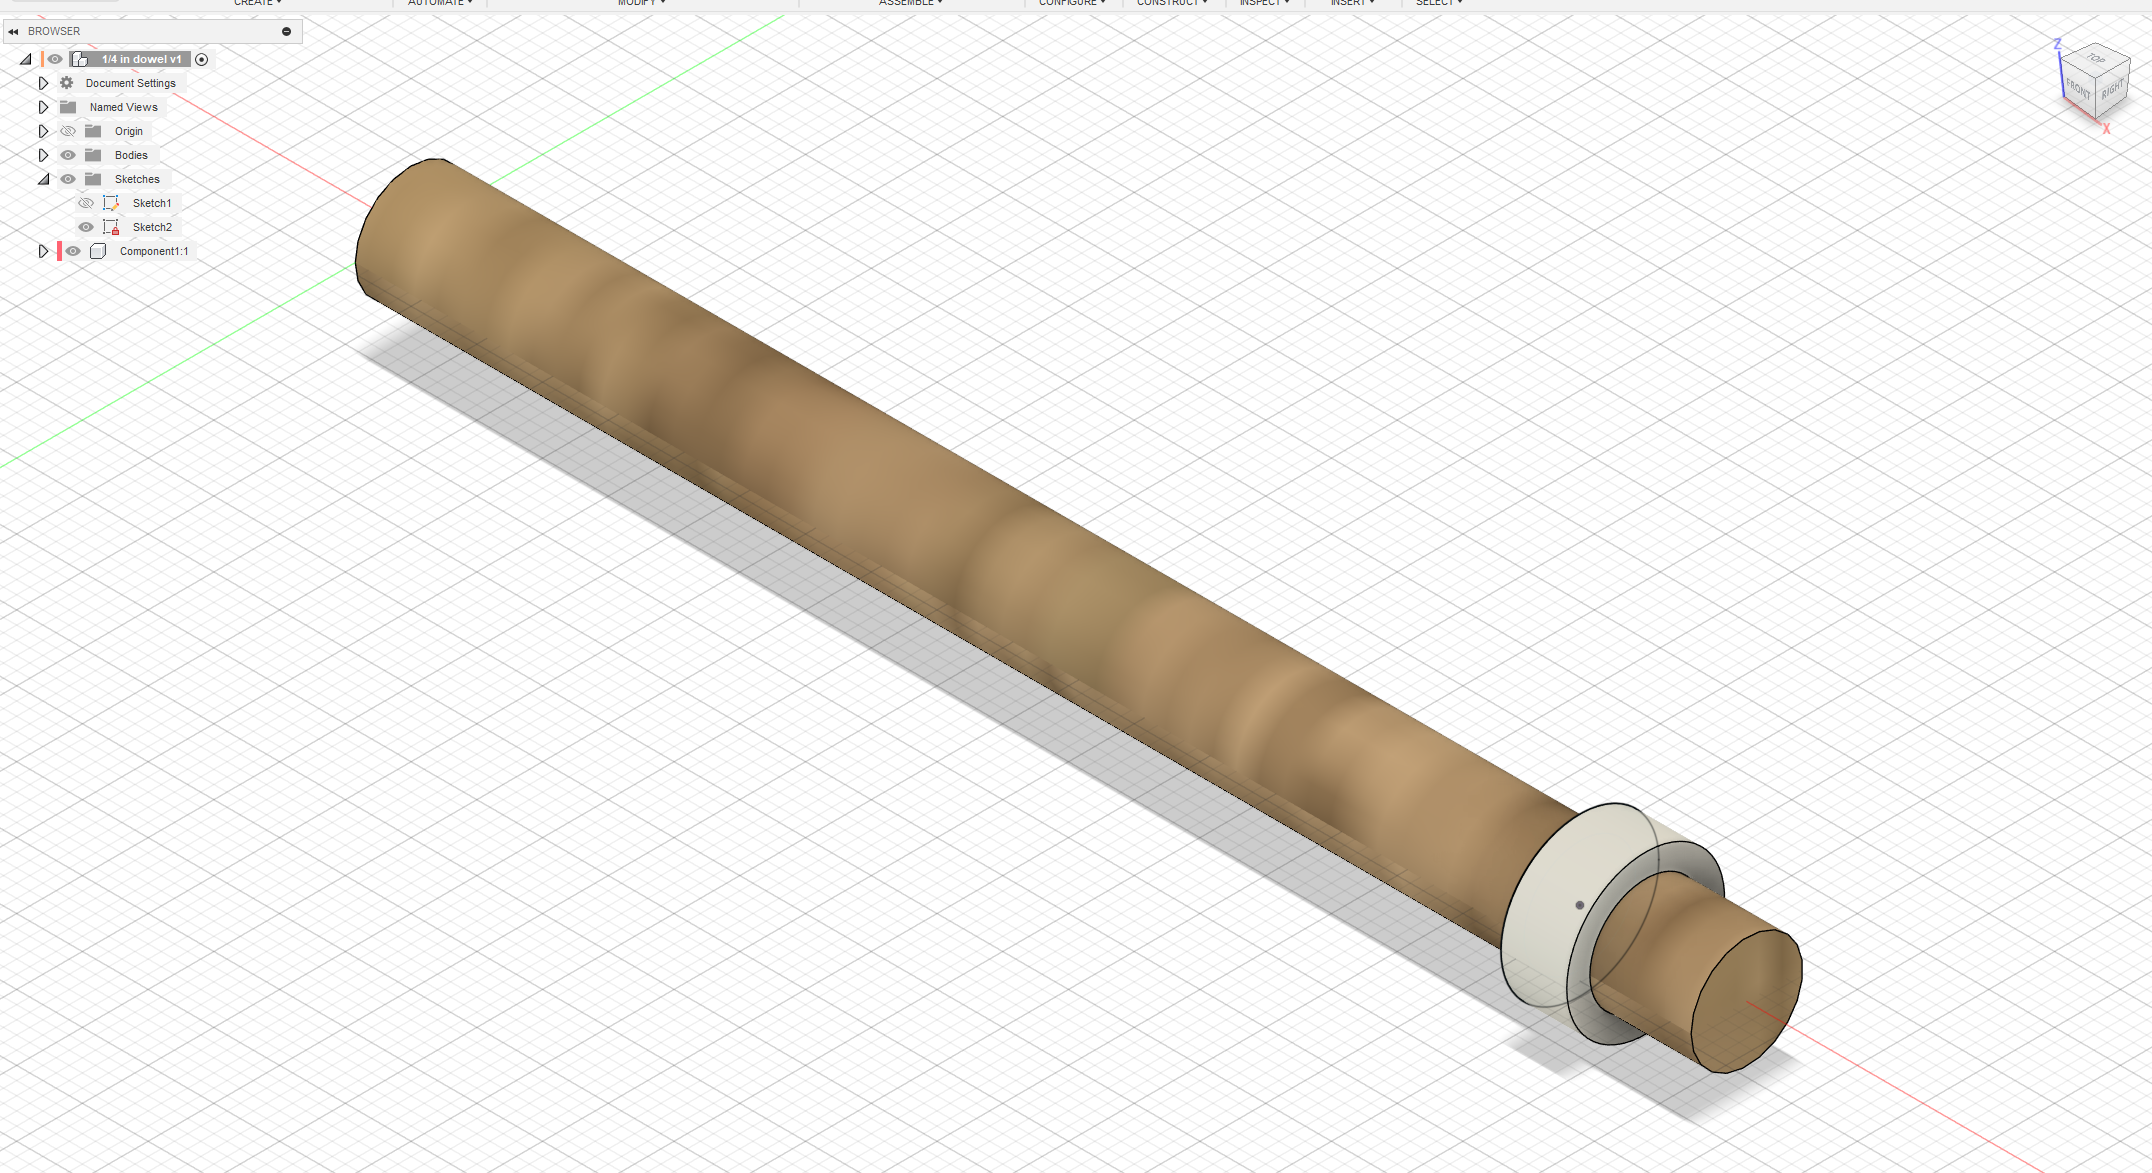 CREATE AUTOMATE MODIFY ASSEMBLE CONFIGURE CONSTRUCT INSPECT INSERT SELECT
BROWSER
1/4 in dowel v1
Document Settings
Named Views
Origin
Bodies
Sketches
Sketch1
Sketch2
Component1:1
Z
TOP
FRONT
RIGHT
X